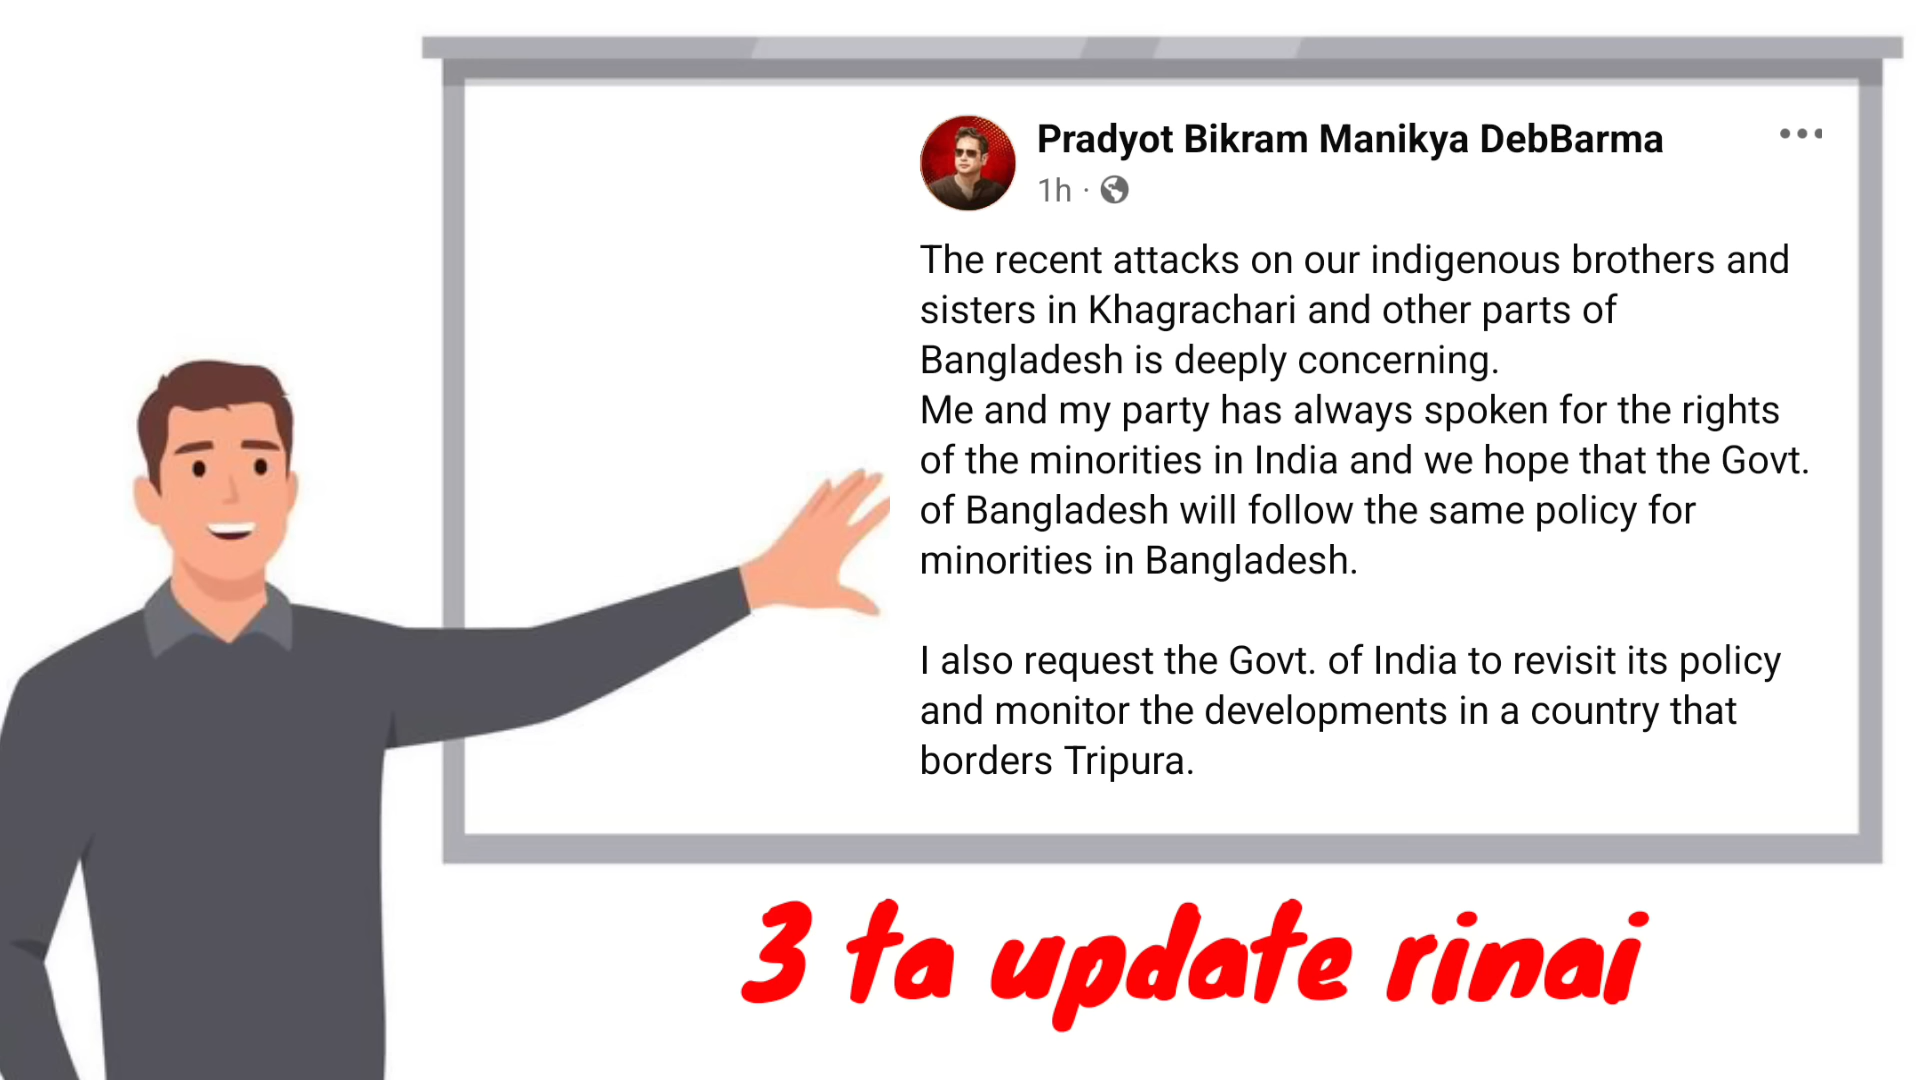 Pradyot Bikram Manikya DebBarma
1h ·
The recent attacks on our indigenous brothers and
sisters in Khagrachari and other parts of
Bangladesh is deeply concerning.
Me and my party has always spoken for the rights
of the minorities in India and we hope that the Govt.
of Bangladesh will follow the same policy for
minorities in Bangladesh.
I also request the Govt. of India to revisit its policy
and monitor the developments in a country that
borders Tripura.
3 ta update rinai